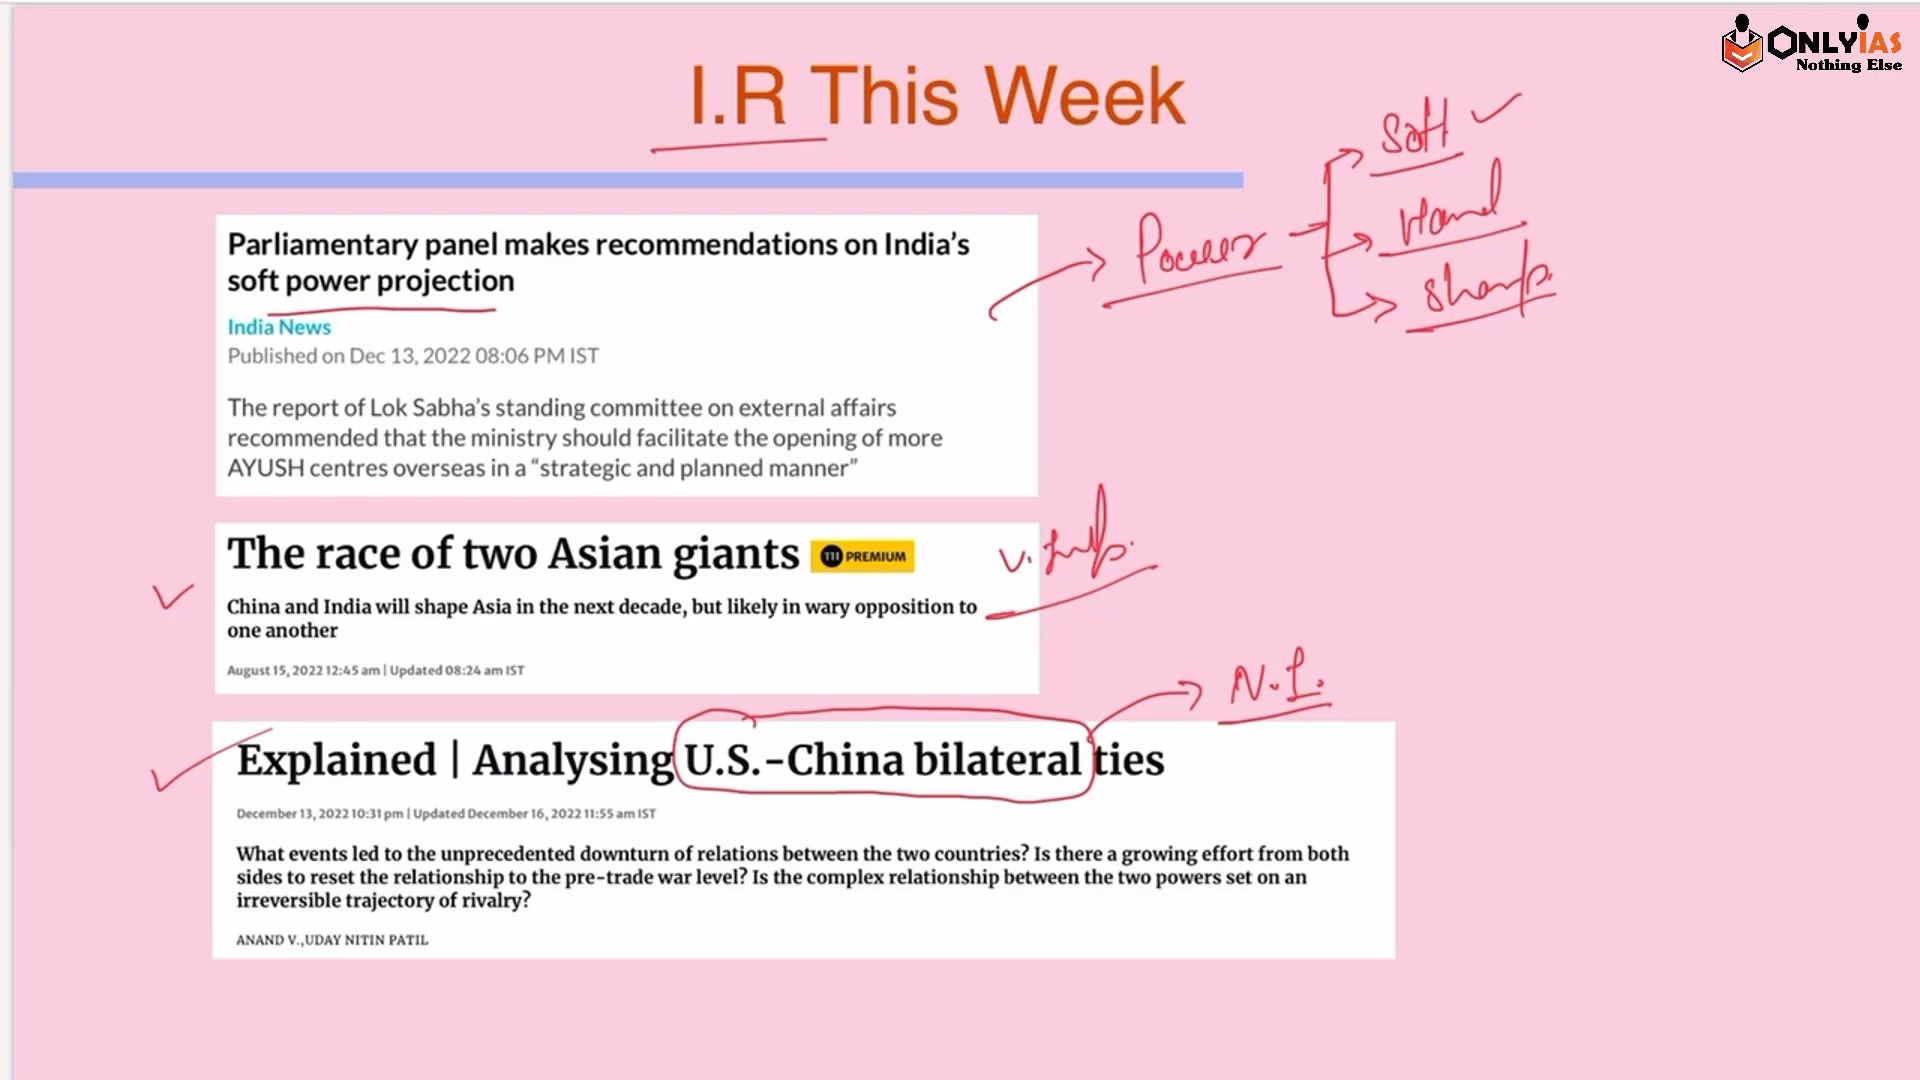 ONLYIAS
Nothing Else
I.R This Week
Soft
Hard
Sharp.
Power
Parliamentary panel makes recommendations on India's
soft power projection
India News
Published on Dec 13, 2022 08:06 PM IST
The report of Lok Sabha's standing committee on external affairs
recommended that the ministry should facilitate the opening of more
AYUSH centres overseas in a “strategic and planned manner”
The race of two Asian giants TH PREMIUM
V. Imp.
China and India will shape Asia in the next decade, but likely in wary opposition to
one another
August 15, 2022 12:45 am | Updated 08:24 am IST
N.I.
Explained | Analysing U.S.-China bilateral ties
December 13, 2022 10:31 pm | Updated December 16, 2022 11:55 am IST
What events led to the unprecedented downturn of relations between the two countries? Is there a growing effort from both
sides to reset the relationship to the pre-trade war level? Is the complex relationship between the two powers set on an
irreversible trajectory of rivalry?
ANAND V.,UDAY NITIN PATIL